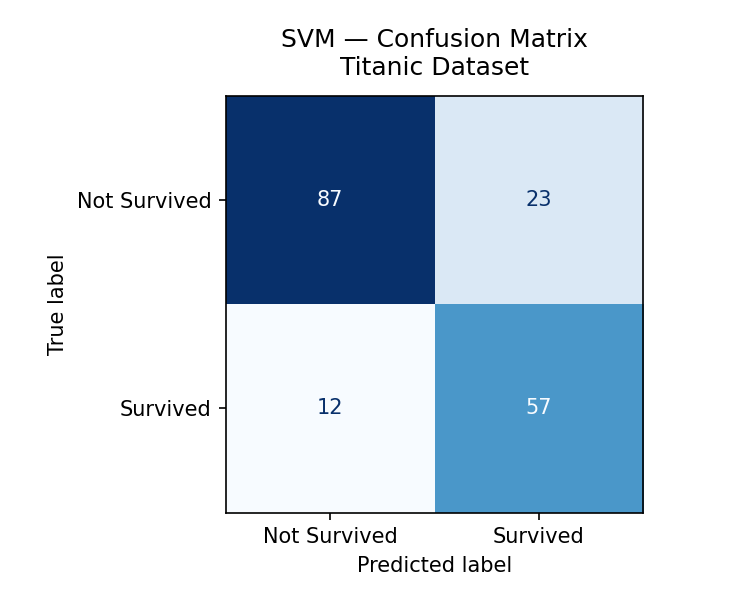 SVM — Confusion Matrix
Titanic Dataset
True label
Not Survived
87
23
Survived
12
57
Not Survived
Survived
Predicted label